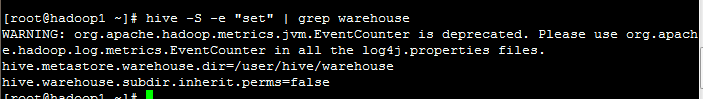 [root@hadoop1 ~]# hive -S -e "set" | grep warehouse
WARNING: org.apache.hadoop.metrics.jvm.EventCounter is deprecated. Please use org.apach
e.hadoop.log.metrics.EventCounter in all the log4j.properties files.
hive.metastore.warehouse.dir=/user/hive/warehouse
hive.warehouse.subdir.inherit.perms=false
[root@hadoop1 ~]#